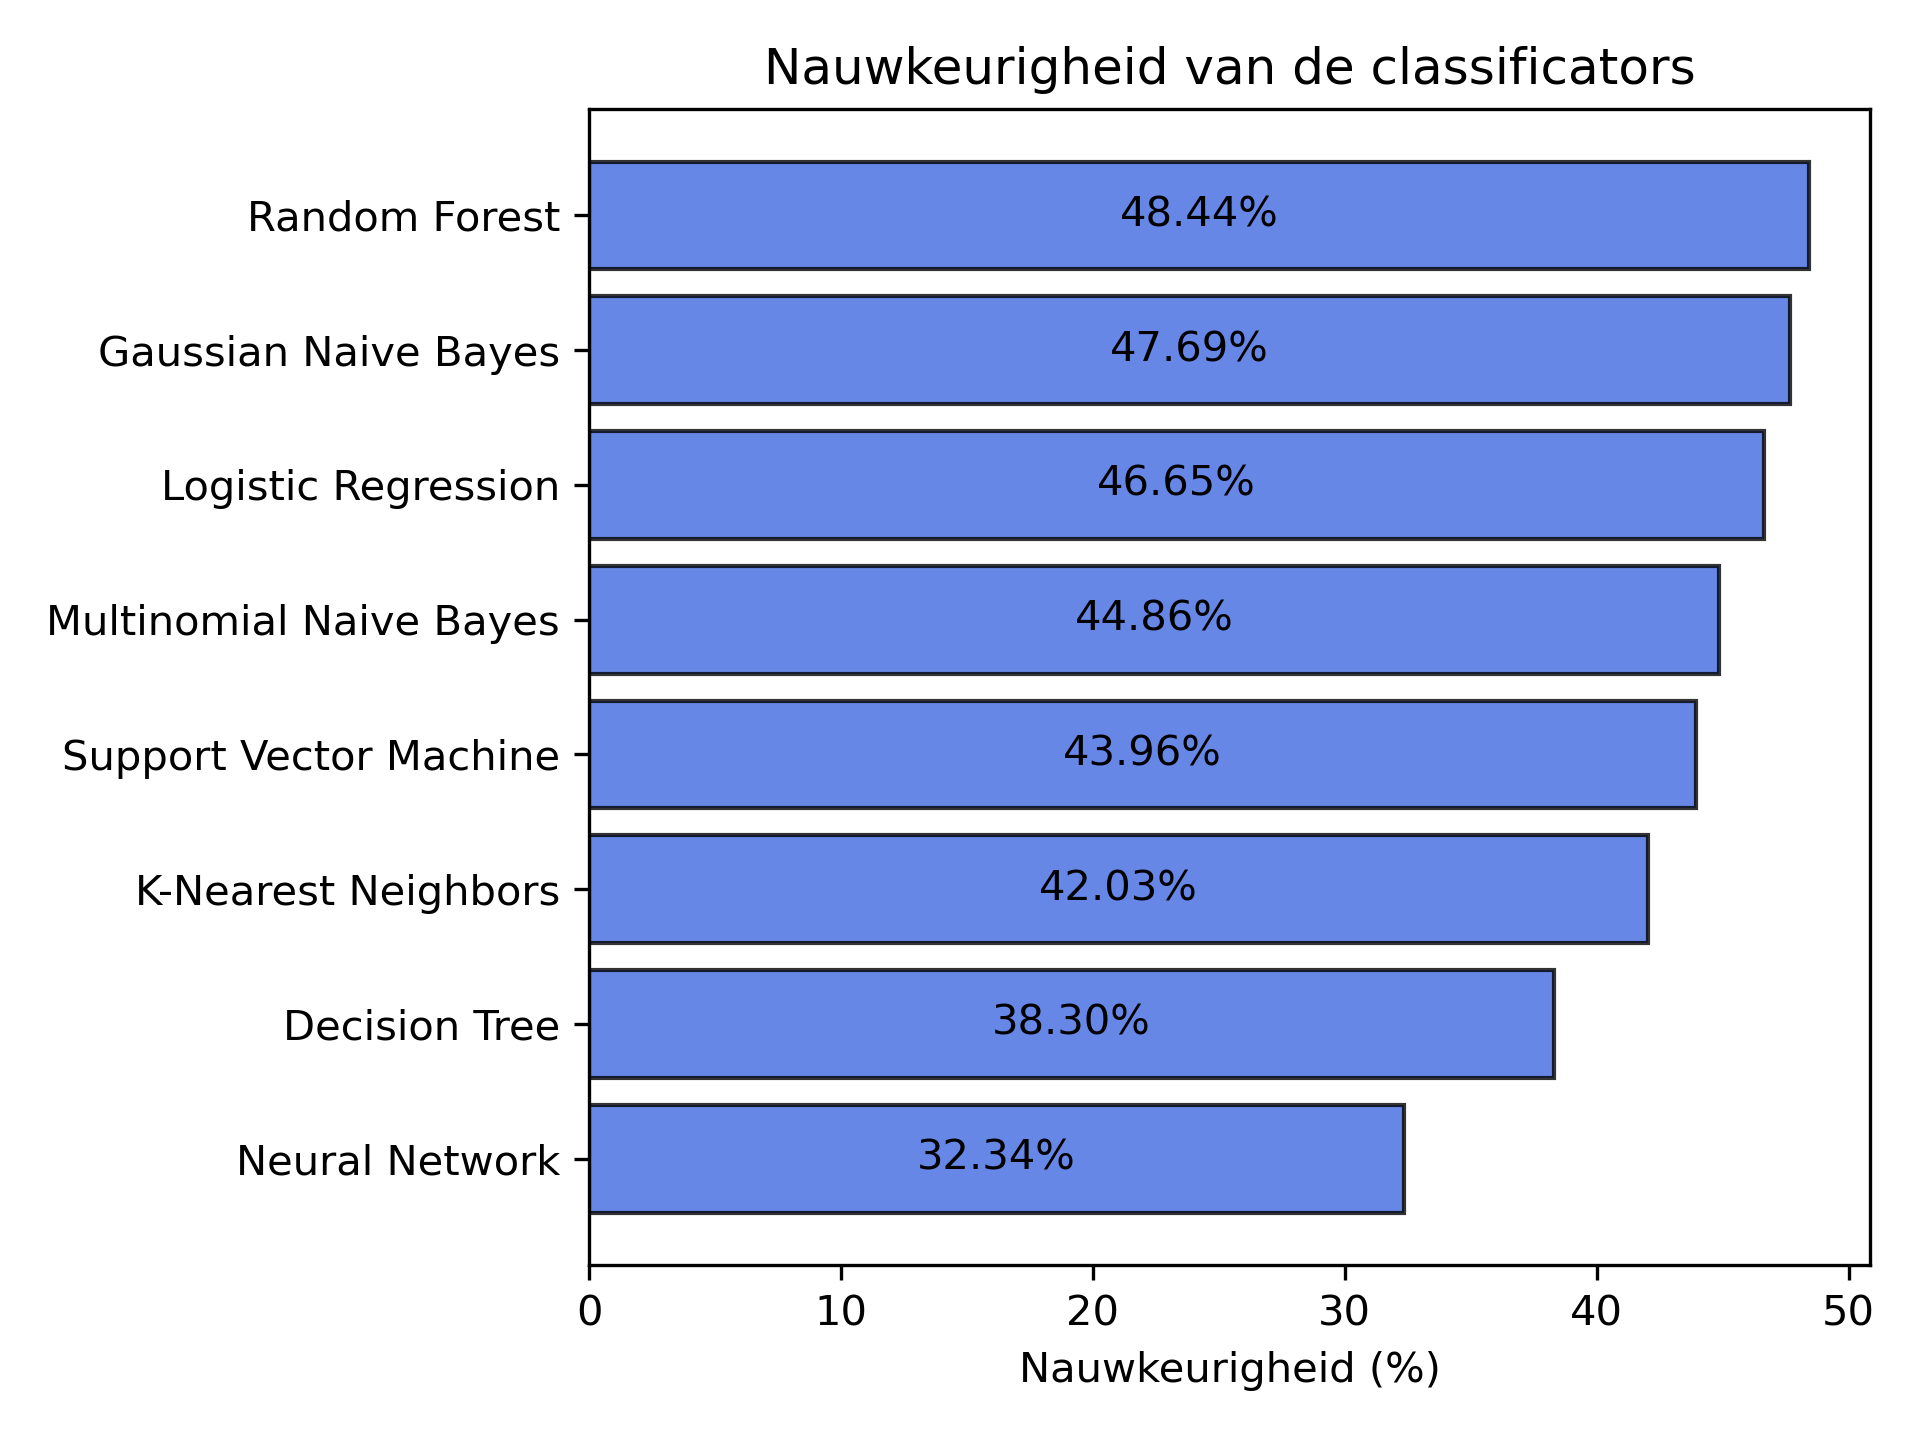 Nauwkeurigheid van de classificators
Random Forest 48.44%
Gaussian Naive Bayes 47.69%
Logistic Regression 46.65%
Multinomial Naive Bayes 44.86%
Support Vector Machine 43.96%
K-Nearest Neighbors 42.03%
Decision Tree 38.30%
Neural Network 32.34%
0 10 20 30 40 50
Nauwkeurigheid (%)